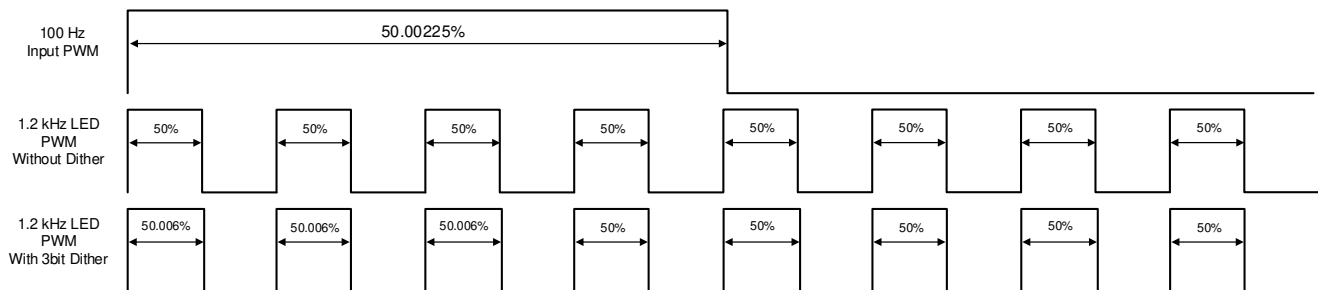 100 Hz
Input PWM
50.00225%
1.2 kHz LED
PWM
Without Dither
50% 50% 50% 50% 50% 50% 50% 50%
1.2 kHz LED
PWM
With 3bit Dither
50.006% 50.006% 50.006% 50% 50% 50% 50% 50%